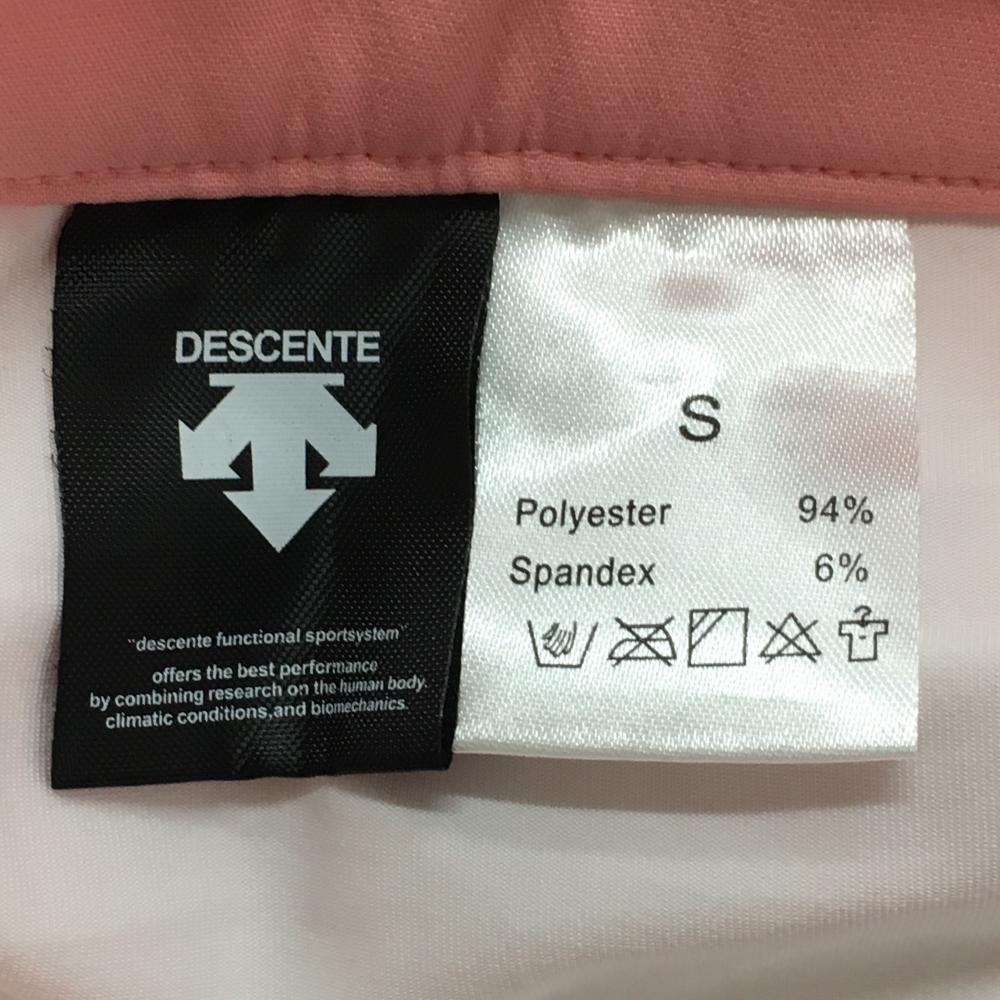 DESCENTE
"descente functional sportsystem"
offers the best performance
by combining research on the human body.
climatic conditions,and biomechanics.
S
Polyester 94%
Spandex 6%